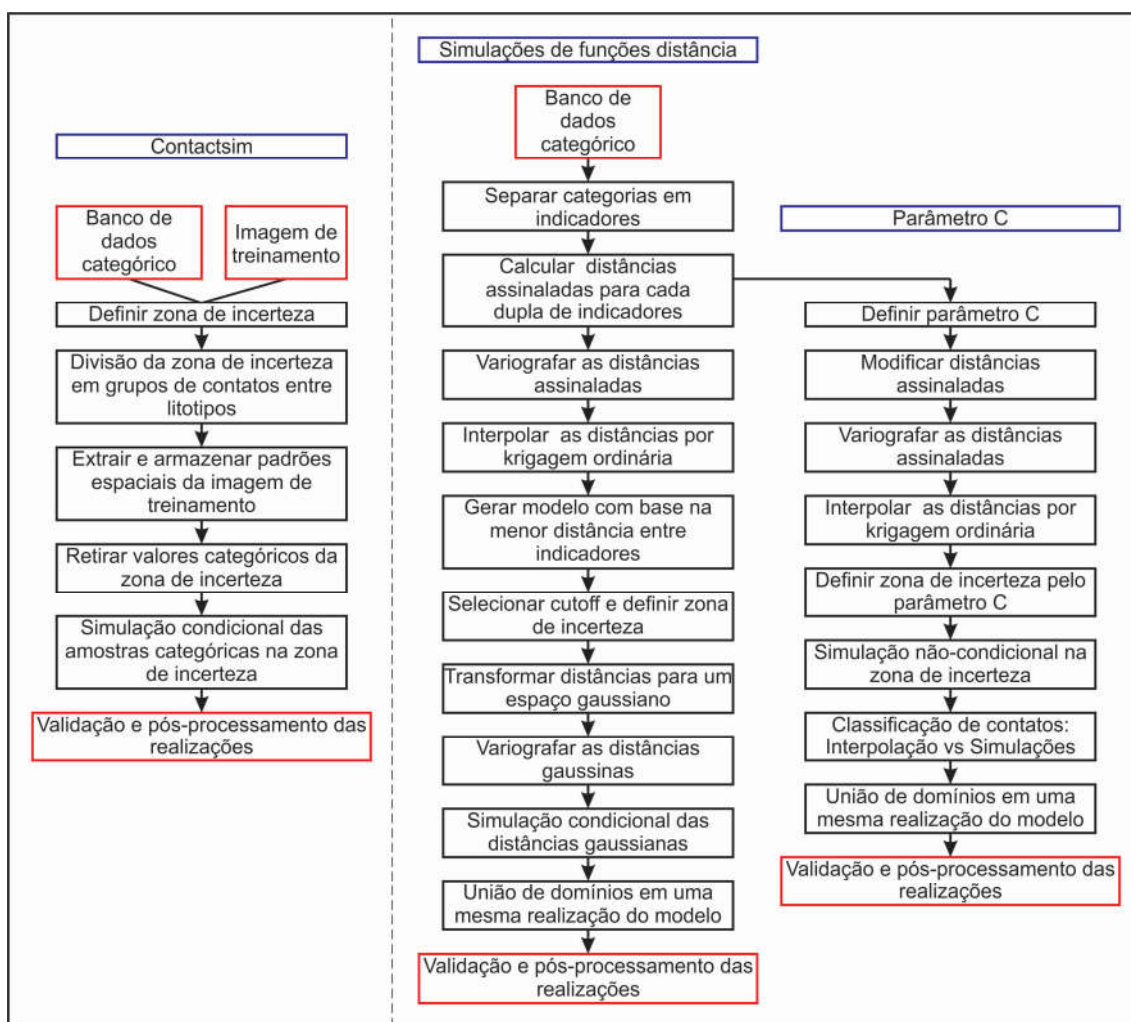 Contactsim
Banco de
dados
categórico
Imagem de
treinamento
Definir zona de incerteza
Divisão da zona de incerteza
em grupos de contatos entre
litotipos
Extrair e armazenar padrões
espaciais da imagem de
treinamento
Retirar valores categóricos da
zona de incerteza
Simulação condicional das
amostras categóricas na zona
de incerteza
Validação e pós-processamento das
realizações
Simulações de funções distância
Banco de
dados
categórico
Separar categorias em
indicadores
Calcular distâncias
assinaladas para cada
dupla de indicadores
Variografar as distâncias
assinaladas
Interpolar as distâncias por
krigagem ordinária
Gerar modelo com base na
menor distância entre
indicadores
Selecionar cutoff e definir zona
de incerteza
Transformar distâncias para um
espaço gaussiano
Variografar as distâncias
gaussinas
Simulação condicional das
distâncias gaussianas
União de domínios em uma
mesma realização do modelo
Validação e pós-processamento das
realizações
Parâmetro C
Definir parâmetro C
Modificar distâncias
assinaladas
Variografar as distâncias
assinaladas
Interpolar as distâncias por
krigagem ordinária
Definir zona de incerteza pelo
parâmetro C
Simulação não-condicional na
zona de incerteza
Classificação de contatos:
Interpolação vs Simulações
União de domínios em uma
mesma realização do modelo
Validação e pós-processamento das
realizações